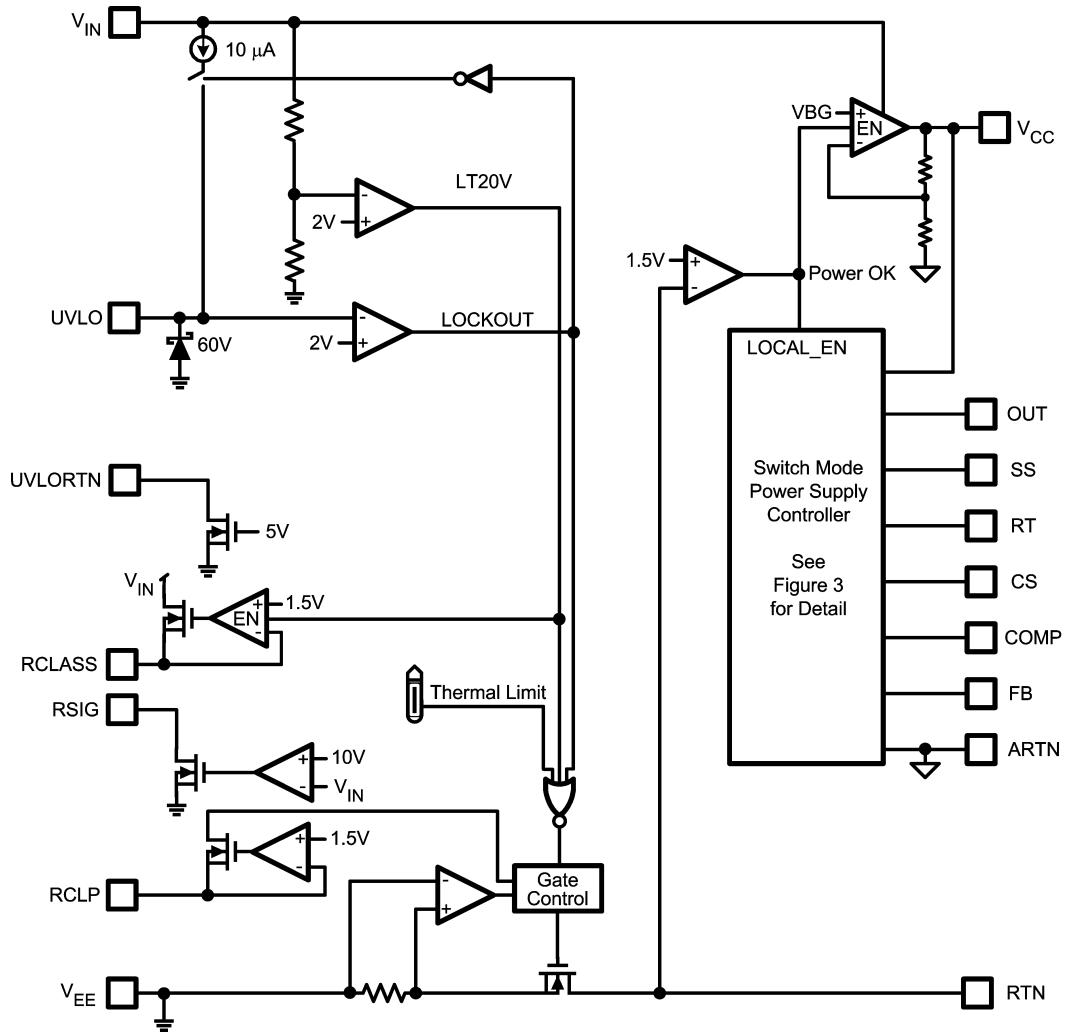 VIN
10 μA
VBG
+
EN
-
VCC
LT20V
-
2V
+
1.5V
+
-
Power OK
UVLO
60V
-
2V
+
LOCKOUT
LOCAL_EN
OUT
UVLORTN
5V
Switch Mode
Power Supply
Controller
See
Figure 3
for Detail
SS
RT
CS
VIN
EN
+
-
1.5V
RCLASS
COMP
RSIG
Thermal Limit
FB
ARTN
+
10V
-
VIN
+
1.5V
-
RCLP
-
+
Gate
Control
VEE
RTN